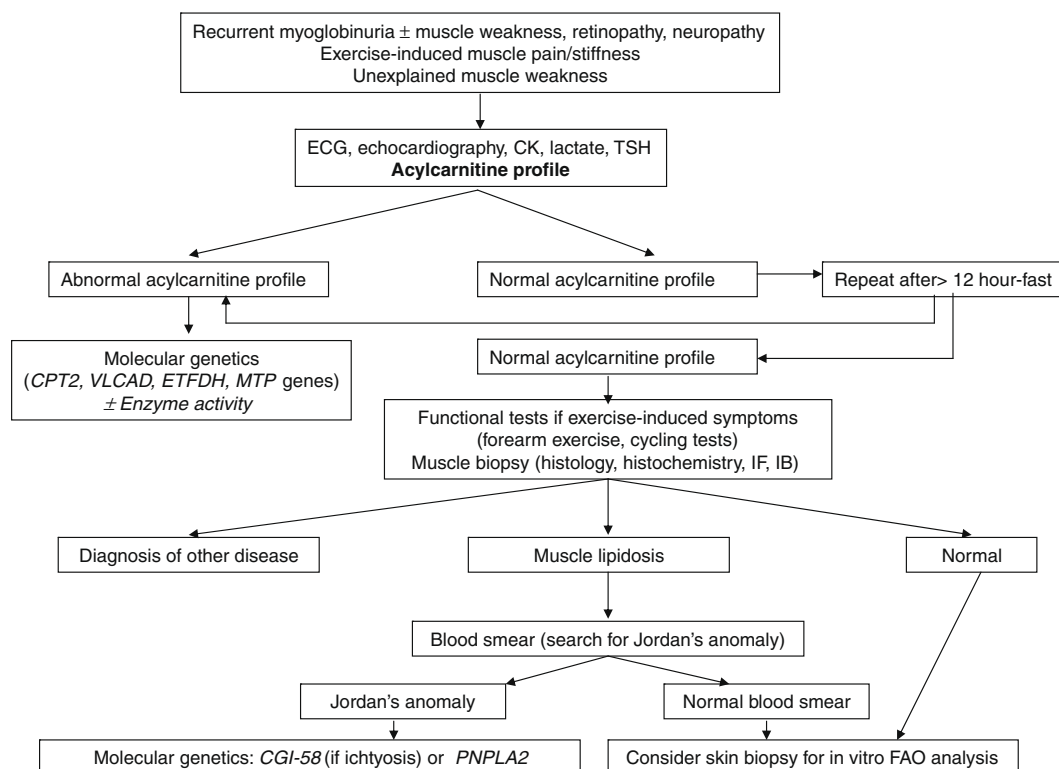 Recurrent myoglobinuria ± muscle weakness, retinopathy, neuropathy
Exercise-induced muscle pain/stiffness
Unexplained muscle weakness
ECG, echocardiography, CK, lactate, TSH
Acylcarnitine profile
Abnormal acylcarnitine profile
Normal acylcarnitine profile
Repeat after> 12 hour-fast
Molecular genetics
(CPT2, VLCAD, ETFDH, MTP genes)
± Enzyme activity
Normal acylcarnitine profile
Functional tests if exercise-induced symptoms
(forearm exercise, cycling tests)
Muscle biopsy (histology, histochemistry, IF, IB)
Diagnosis of other disease
Muscle lipidosis
Normal
Blood smear (search for Jordan’s anomaly)
Jordan’s anomaly
Normal blood smear
Molecular genetics: CGI-58 (if ichtyosis) or PNPLA2
Consider skin biopsy for in vitro FAO analysis